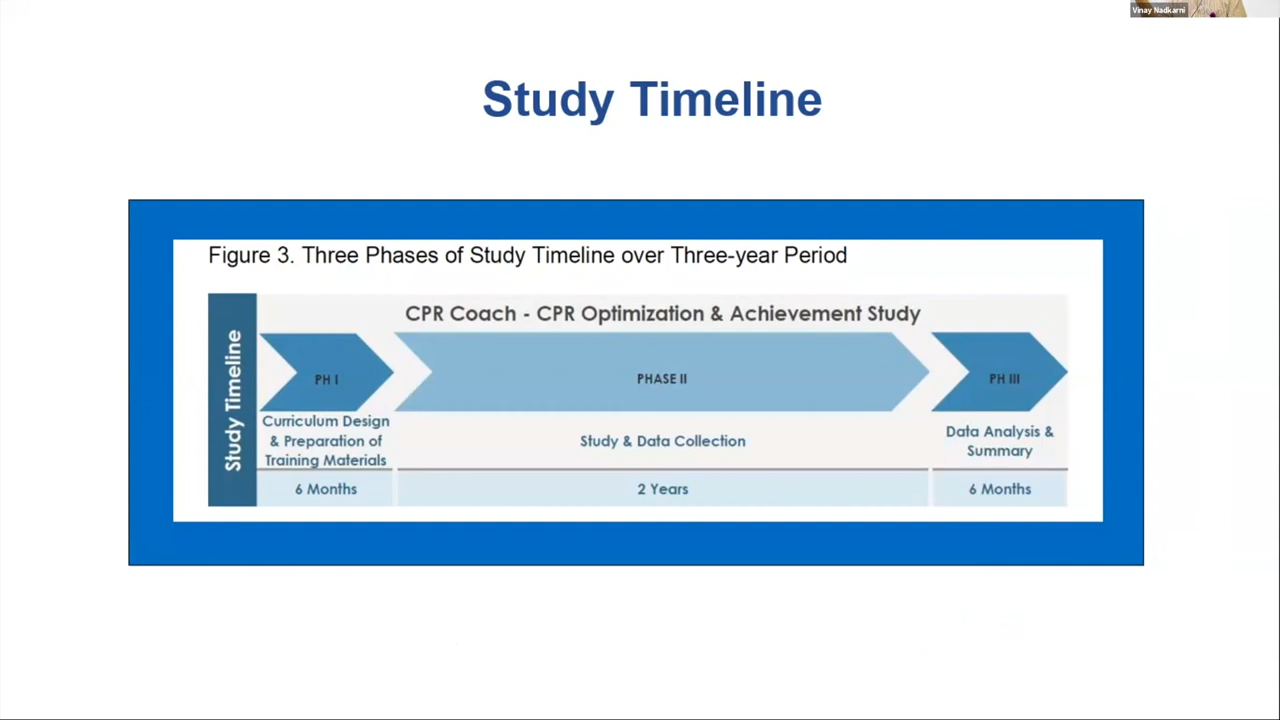 Vinay Nadkarni
Study Timeline
Figure 3. Three Phases of Study Timeline over Three-year Period
Study Timeline
CPR Coach - CPR Optimization & Achievement Study
PH I
PHASE II
PH III
Curriculum Design
& Preparation of
Training Materials
Study & Data Collection
Data Analysis &
Summary
6 Months
2 Years
6 Months